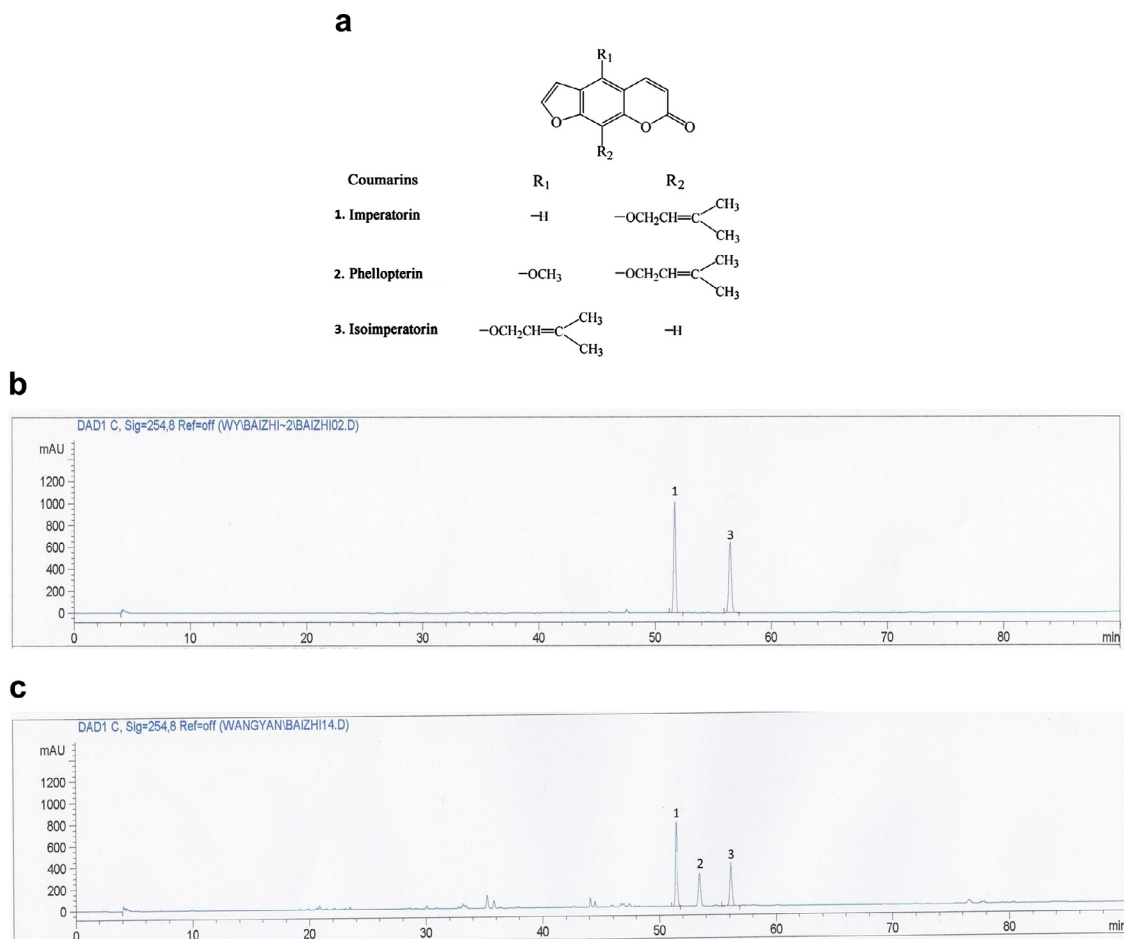 a
R1
O
O
O
R2
Coumarins R1 R2
1. Imperatorin –H –OCH2CH=C CH3 CH3
2. Phellopterin –OCH3 –OCH2CH=C CH3 CH3
3. Isoimperatorin –OCH2CH=C CH3 CH3 –H
b
DAD1 C, Sig=254,8 Ref=off (WY\BAIZHI~2\BAIZHI02.D)
mAU
1200
1000
800
600
400
200
0
1
3
0 10 20 30 40 50 60 70 80 min
c
DAD1 C, Sig=254,8 Ref=off (WANGYAN\BAIZHI14.D)
mAU
1200
1000
800
600
400
200
0
1
2
3
0 10 20 30 40 50 60 70 80 min